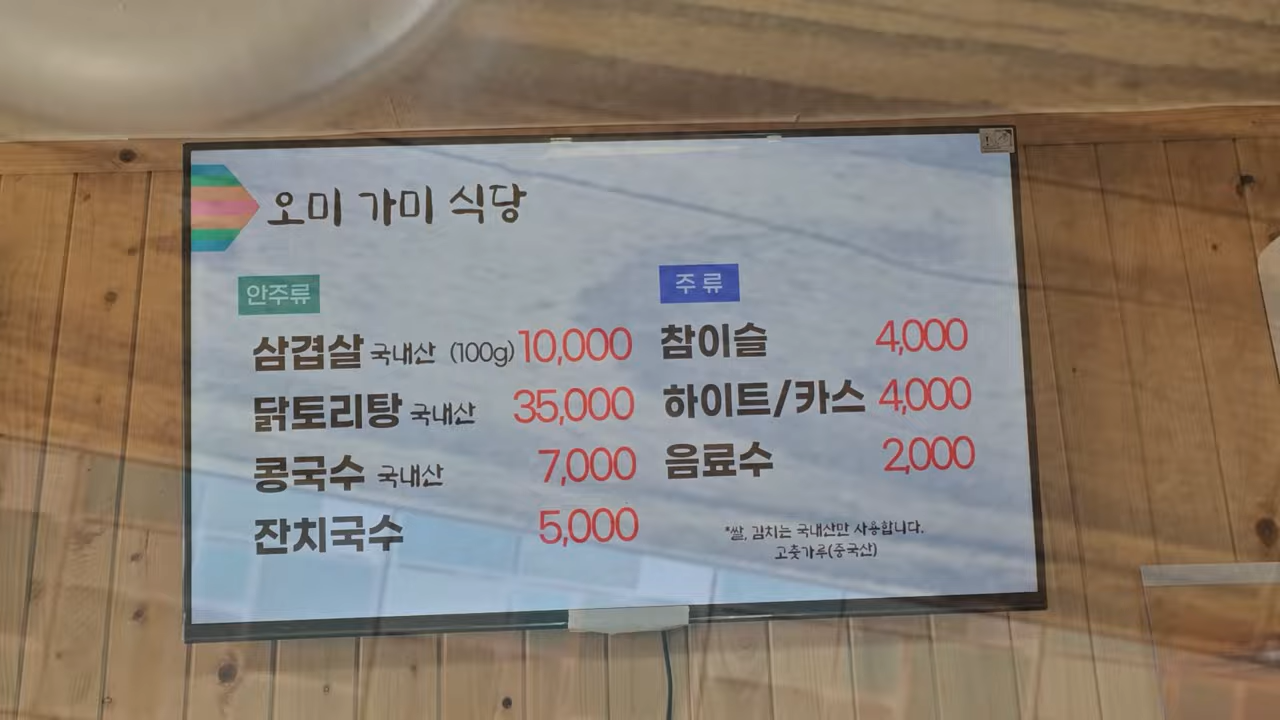 오미 가미 식당
안주류
삼겹살 국내산 (100g) 10,000
닭토리탕 국내산 35,000
콩국수 국내산 7,000
잔치국수 5,000
주류
참이슬 4,000
하이트/카스 4,000
음료수 2,000
*쌀, 김치는 국내산만 사용합니다.
고춧가루(중국산)